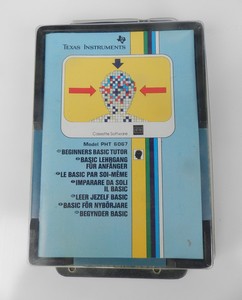 TEXAS INSTRUMENTS
Cassette Software
Model PHT 6067
BEGINNERS BASIC TUTOR
BASIC LEHRGANG
FÜR ANFÄNGER
LE BASIC PAR SOI-MÊME
IMPARARE DA SOLI
IL BASIC
LEER JEZELF BASIC
BASIC FÖR NYBÖRJARE
BEGYNDER BASIC